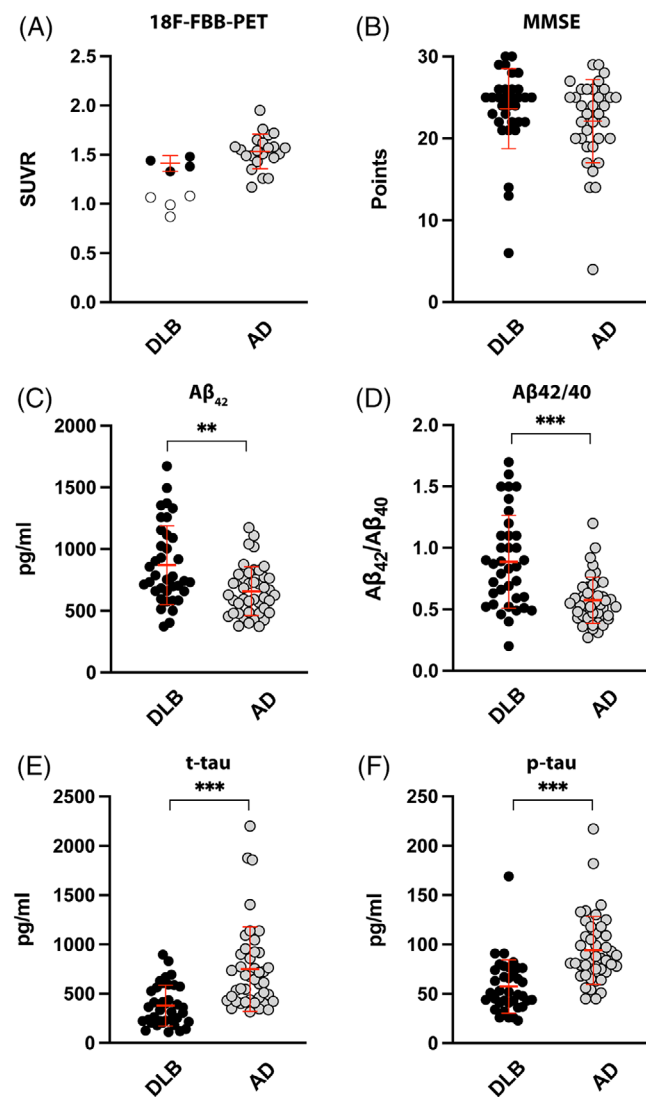 (A) 18F-FBB-PET
SUVR
2.5
2.0
1.5
1.0
0.5
0.0
DLB AD
(B) MMSE
Points
30
20
10
0
DLB AD
(C) Aβ₄₂
**
pg/ml
2000
1500
1000
500
0
DLB AD
(D) Aβ42/40
***
Aβ₄₂/Aβ₄₀
2.0
1.5
1.0
0.5
0.0
DLB AD
(E) t-tau
***
pg/ml
2500
2000
1500
1000
500
0
DLB AD
(F) p-tau
***
pg/ml
250
200
150
100
50
0
DLB AD